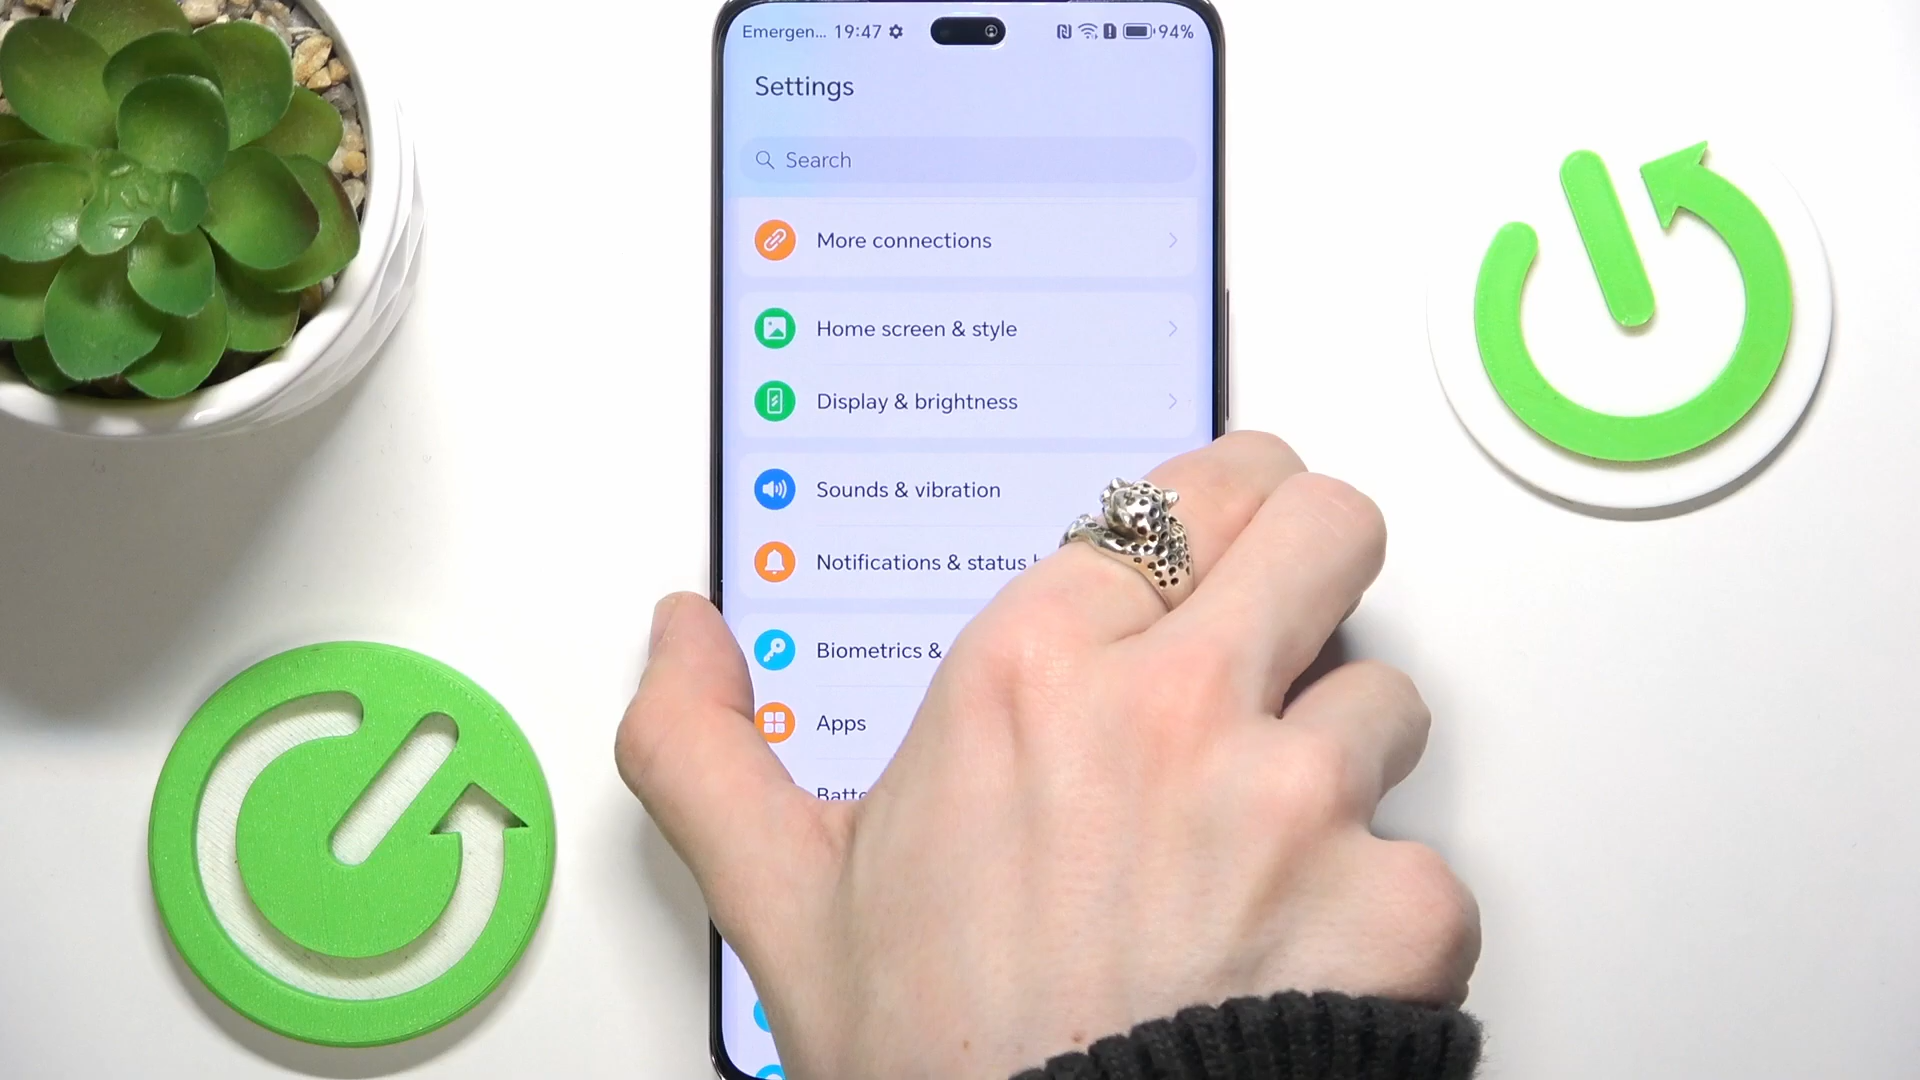 Emergen... 19:47 94%
Settings
Search
More connections
Home screen & style
Display & brightness
Sounds & vibration
Notifications & status
Biometrics &
Apps